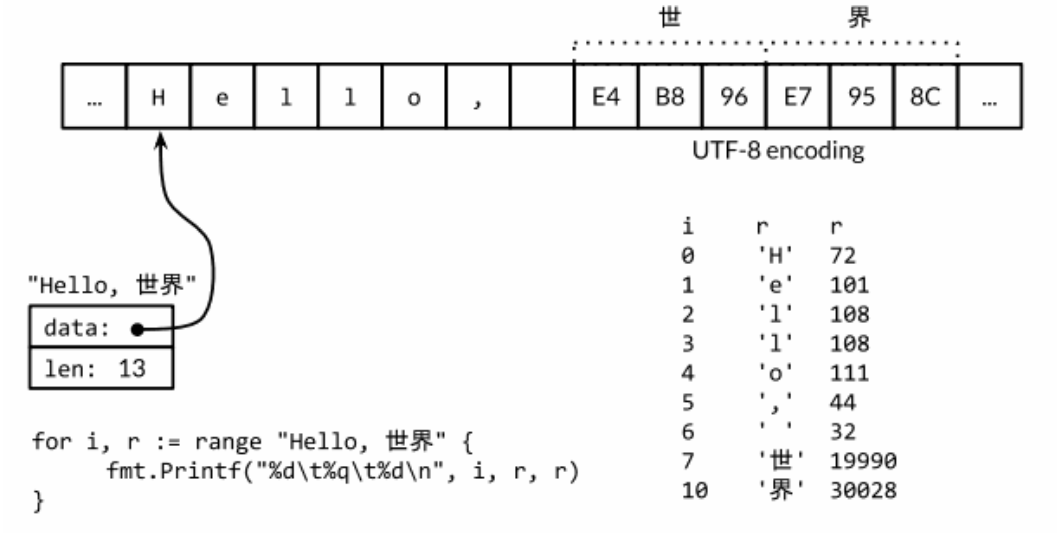 世 界
… H e l l o , E4 B8 96 E7 95 8C …
UTF-8 encoding
"Hello, 世界"
data:
len: 13
for i, r := range "Hello, 世界" {
fmt.Printf("%d\t%q\t%d\n", i, r, r)
}
i r r
0 'H' 72
1 'e' 101
2 'l' 108
3 'l' 108
4 'o' 111
5 ',' 44
6 ' ' 32
7 '世' 19990
10 '界' 30028